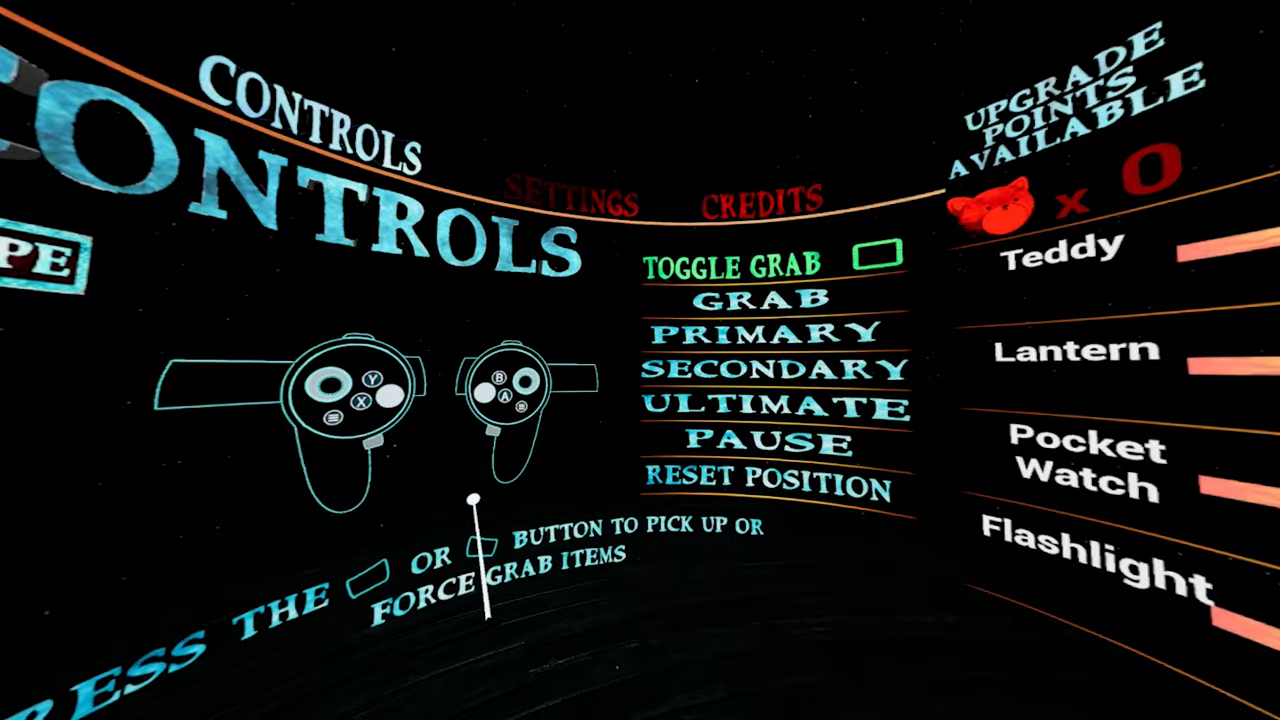 CONTROLS
SETTINGS
CREDITS
CONTROLS
PE
TOGGLE GRAB
GRAB
PRIMARY
SECONDARY
ULTIMATE
PAUSE
RESET POSITION
Y
X
B
A
RESS THE OR BUTTON TO PICK UP OR
FORCE GRAB ITEMS
UPGRADE
POINTS
AVAILABLE
x 0
Teddy
Lantern
Pocket
Watch
Flashlight